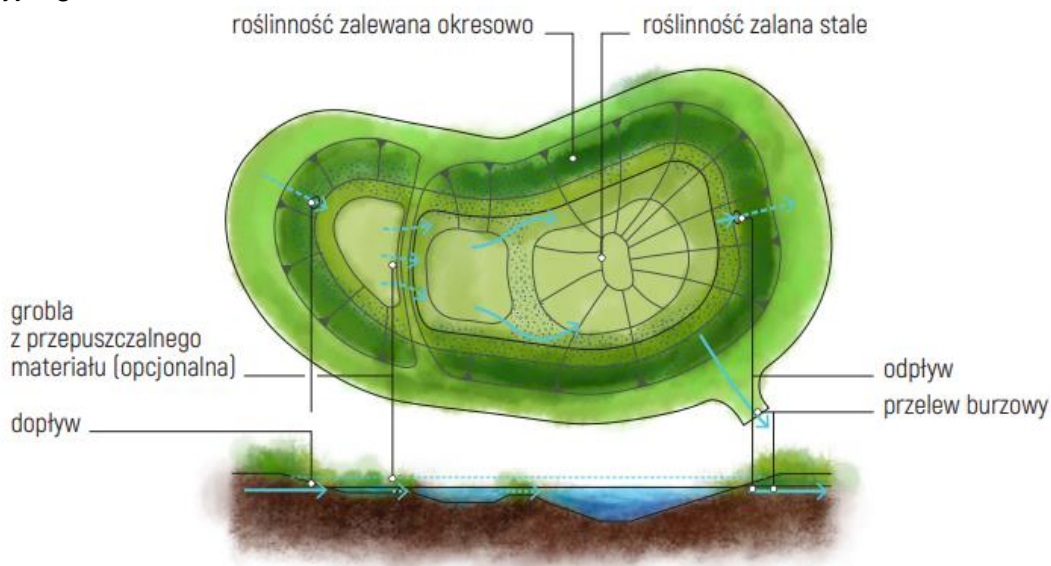 roślinność zalewana okresowo
roślinność zalana stale
grobla
z przepuszczalnego
materiału (opcjonalna)
dopływ
odpływ
przelew burzowy